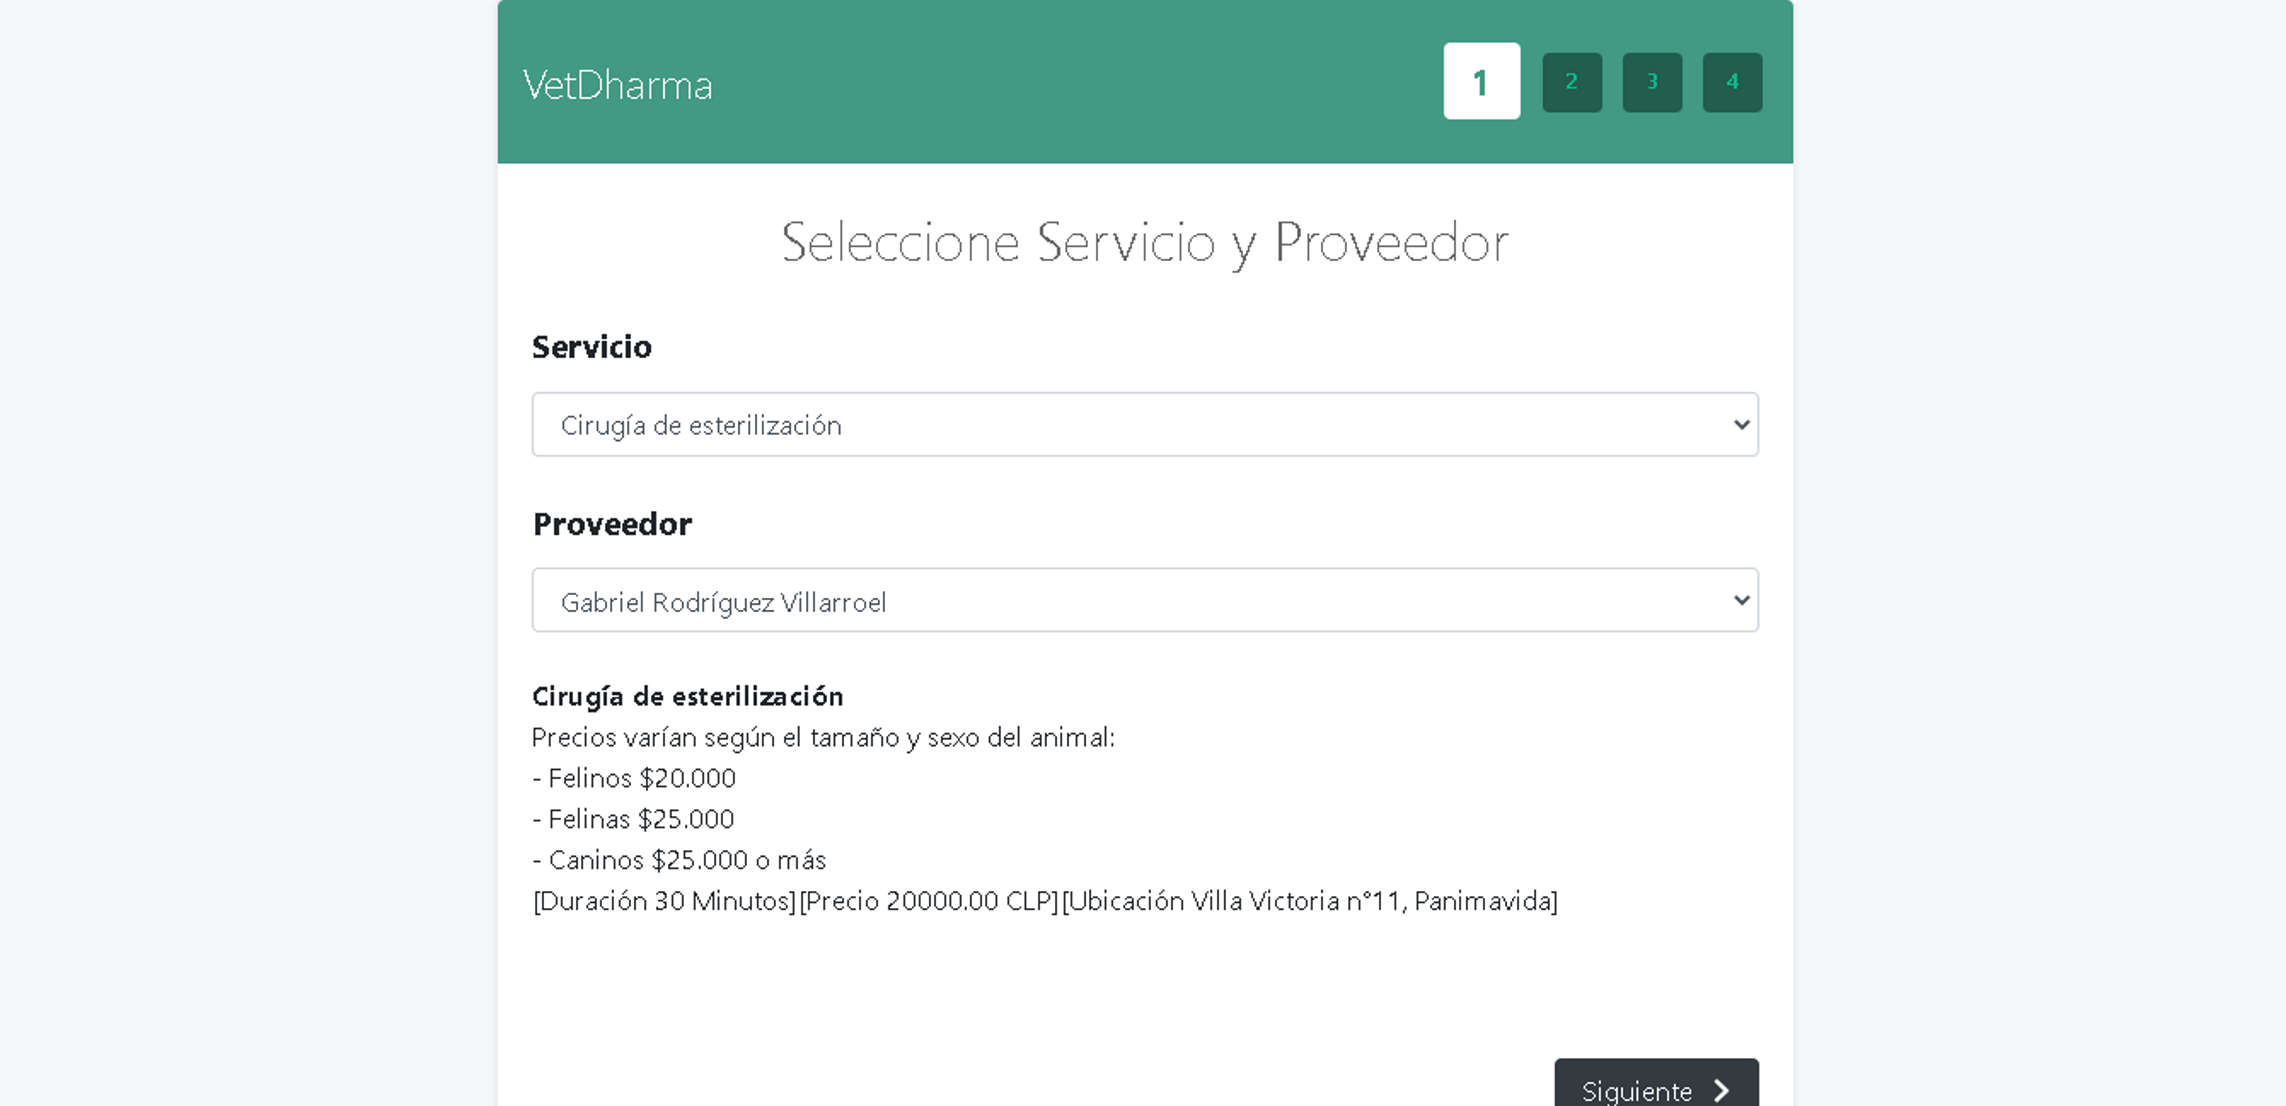 VetDharma
1 2 3 4
Seleccione Servicio y Proveedor
Servicio
Cirugía de esterilización
Proveedor
Gabriel Rodríguez Villarroel
Cirugía de esterilización
Precios varían según el tamaño y sexo del animal:
- Felinos $20.000
- Felinas $25.000
- Caninos $25.000 o más
[Duración 30 Minutos][Precio 20000.00 CLP][Ubicación Villa Victoria n°11, Panimavida]
Siguiente